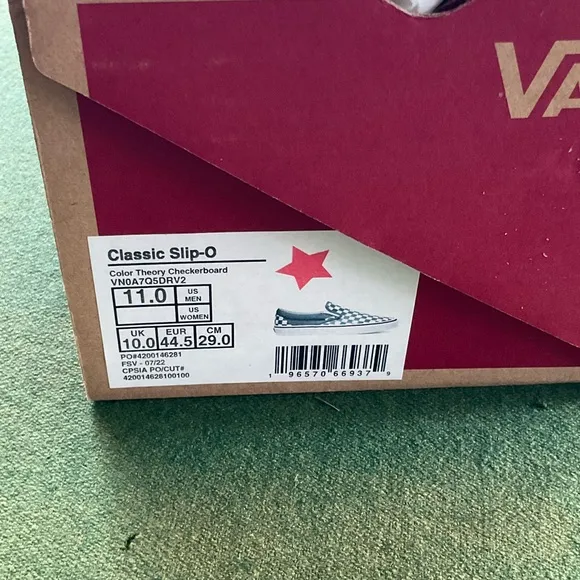 VA
Classic Slip-O
Color Theory Checkerboard
VN0A7Q5DRV2
11.0 US MEN
US WOMEN
UK EUR CM
10.0 44.5 29.0
PO#4200146281
FSV - 07/22
CPSIA PO/CUT#
420014628100100
1 96570 66937 9